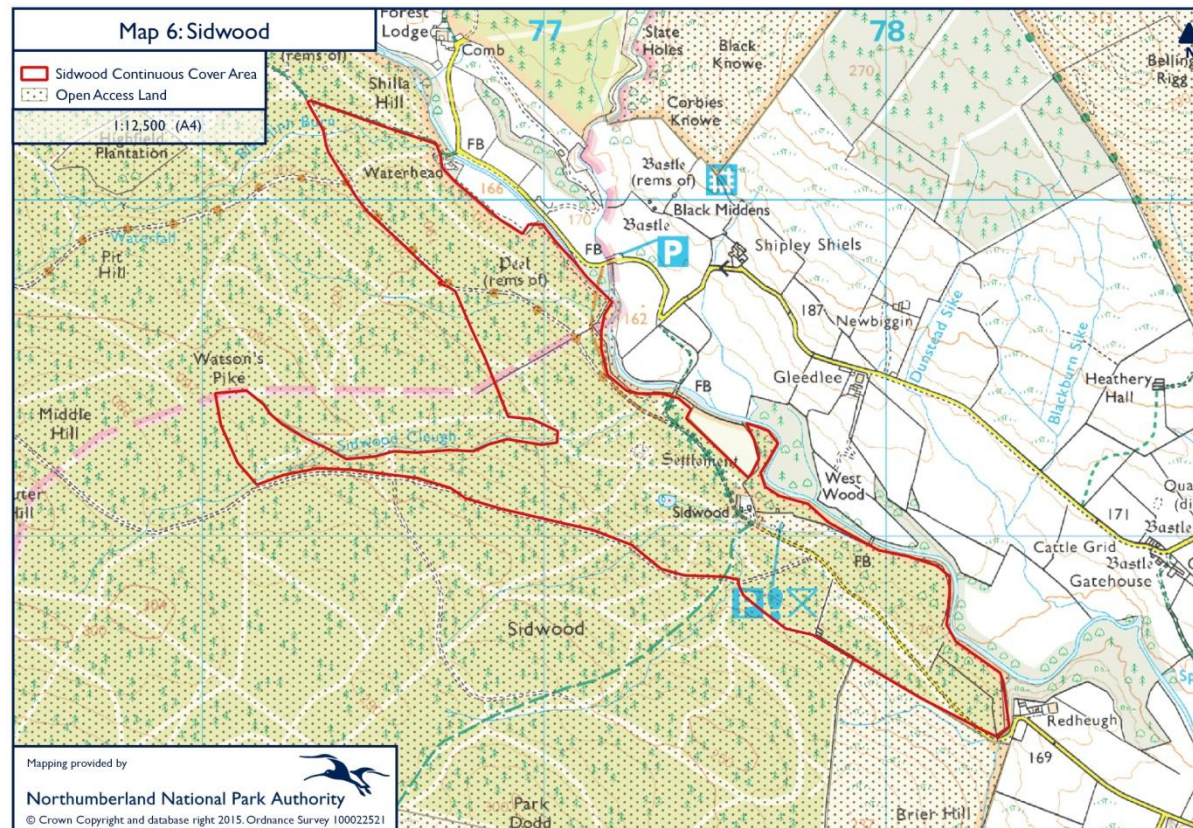 Map 6: Sidwood
Sidwood Continuous Cover Area
Open Access Land
1:12,500 (A4)
Forest
Lodge
Comb
77
78
(rems of)
Shilla
Hill
Slate
Holes
Black
Knowe
Corbies
Knowe
270
Highfield
Plantation
Waterhead
FB
166
170
Bastle
(rems of)
Black Middens
Bastle
Waterfall
Pit
Hill
Peel
(rems of)
FB
P
Shipley Shiels
162
187
Newbiggin
Dunstead Sike
Blackburn Sike
Watson's
Pike
Gleedlee
FB
Heathery
Hall
Middle
Hill
Sidwood Clough
Settlement
West
Wood
Sidwood
171
Bastle
Cattle Grid
Bastle
Gatehouse
FB
304
300
Sidwood
Redheugh
169
Park
Dodd
Brier Hill
Mapping provided by
Northumberland National Park Authority
© Crown Copyright and database right 2015. Ordnance Survey 100022521